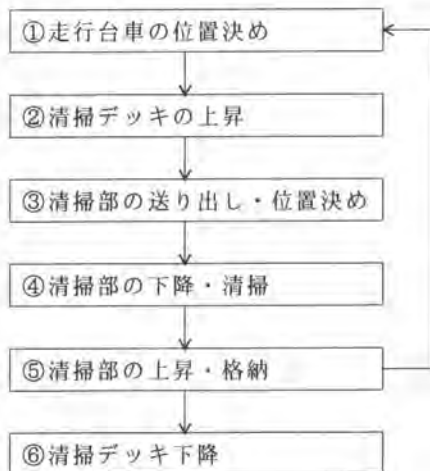 ①走行台車の位置決め
②清掃デッキの上昇
③清掃部の送り出し・位置決め
④清掃部の下降・清掃
⑤清掃部の上昇・格納
⑥清掃デッキ下降